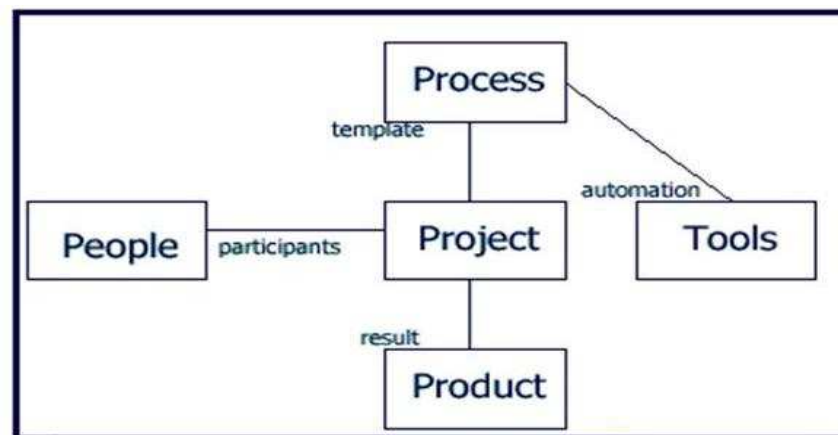 Process
template
automation
People
participants
Project
Tools
result
Product